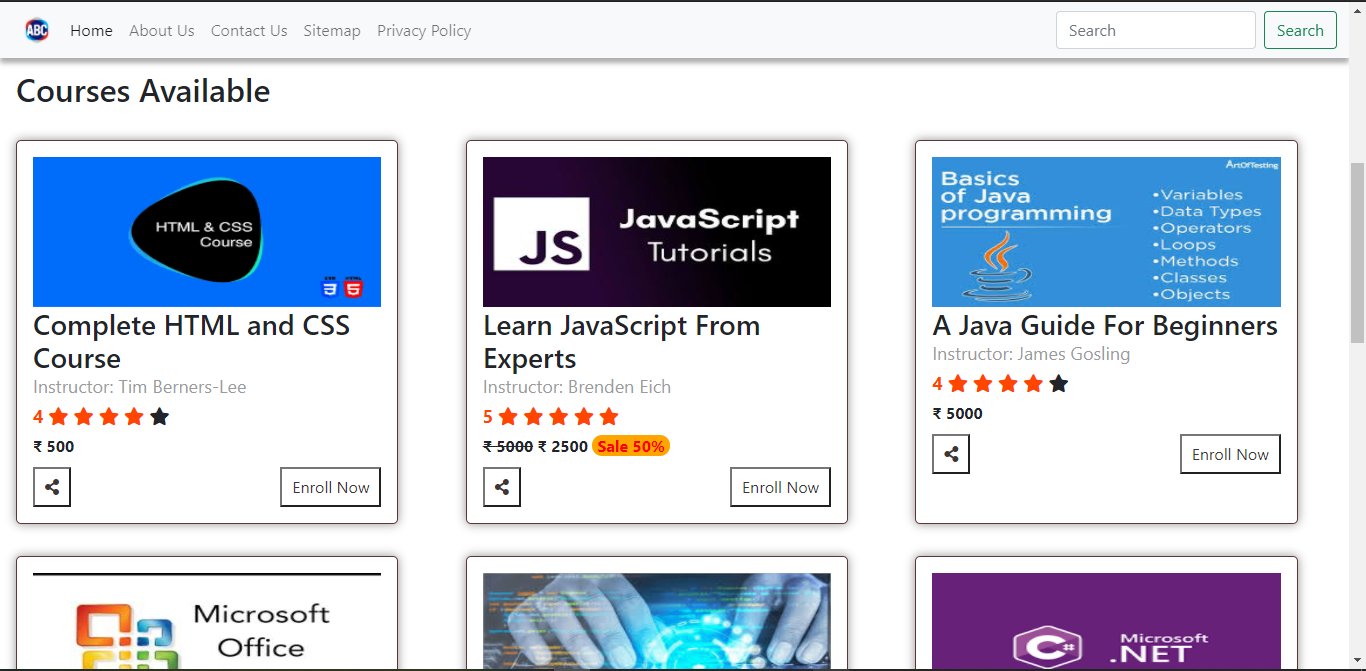 ABC Home About Us Contact Us Sitemap Privacy Policy Search Search
Courses Available
HTML & CSS
Course
Complete HTML and CSS
Course
Instructor: Tim Berners-Lee
4
₹ 500
Enroll Now
JS
JavaScript
Tutorials
Learn JavaScript From
Experts
Instructor: Brenden Eich
5
₹ 5000 ₹ 2500 Sale 50%
Enroll Now
ArtOfTesting
Basics
of Java
programming
•Variables
•Data Types
•Operators
•Loops
•Methods
•Classes
•Objects
A Java Guide For Beginners
Instructor: James Gosling
4
₹ 5000
Enroll Now
Microsoft
Office
C#
Microsoft
.NET